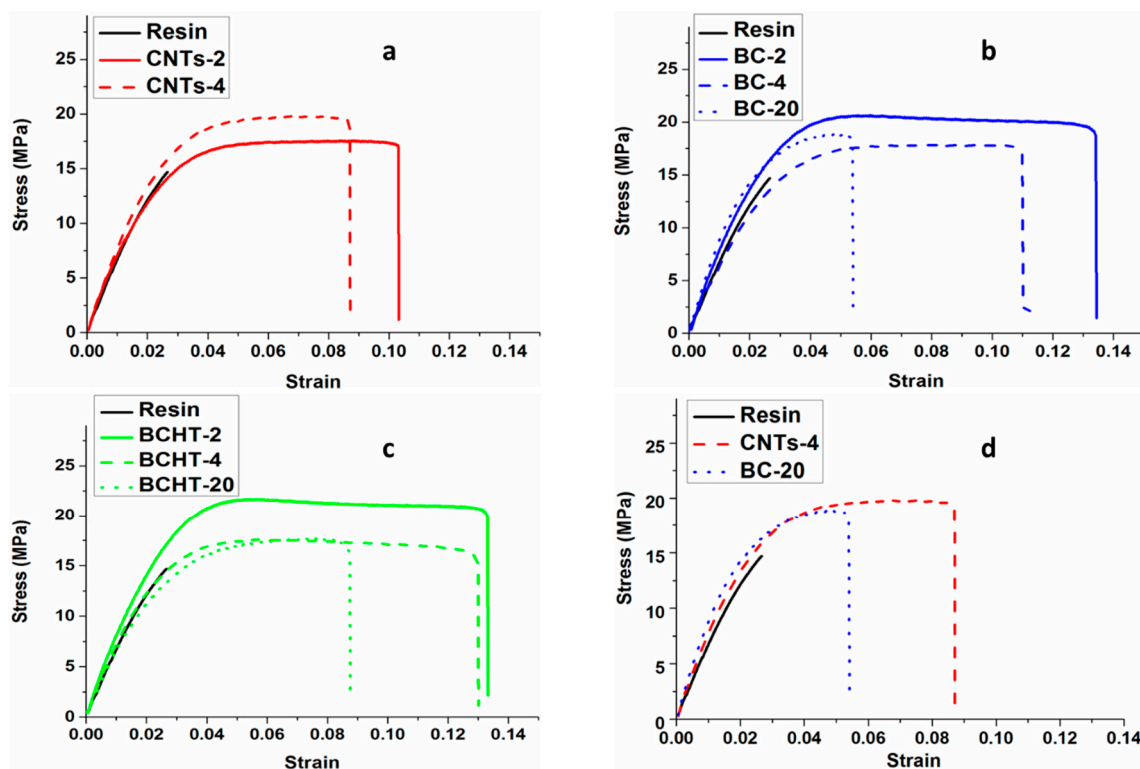 Resin
CNTs-2
CNTs-4
a
25
20
15
10
5
0
Stress (MPa)
0.00 0.02 0.04 0.06 0.08 0.10 0.12 0.14
Strain
Resin
BC-2
BC-4
BC-20
b
25
20
15
10
5
0
Stress (MPa)
0.00 0.02 0.04 0.06 0.08 0.10 0.12 0.14
Strain
Resin
BCHT-2
BCHT-4
BCHT-20
c
25
20
15
10
5
0
Stress (MPa)
0.00 0.02 0.04 0.06 0.08 0.10 0.12 0.14
Strain
Resin
CNTs-4
BC-20
d
25
20
15
10
5
0
Stress (MPa)
0.00 0.02 0.04 0.06 0.08 0.10 0.12 0.14
Strain